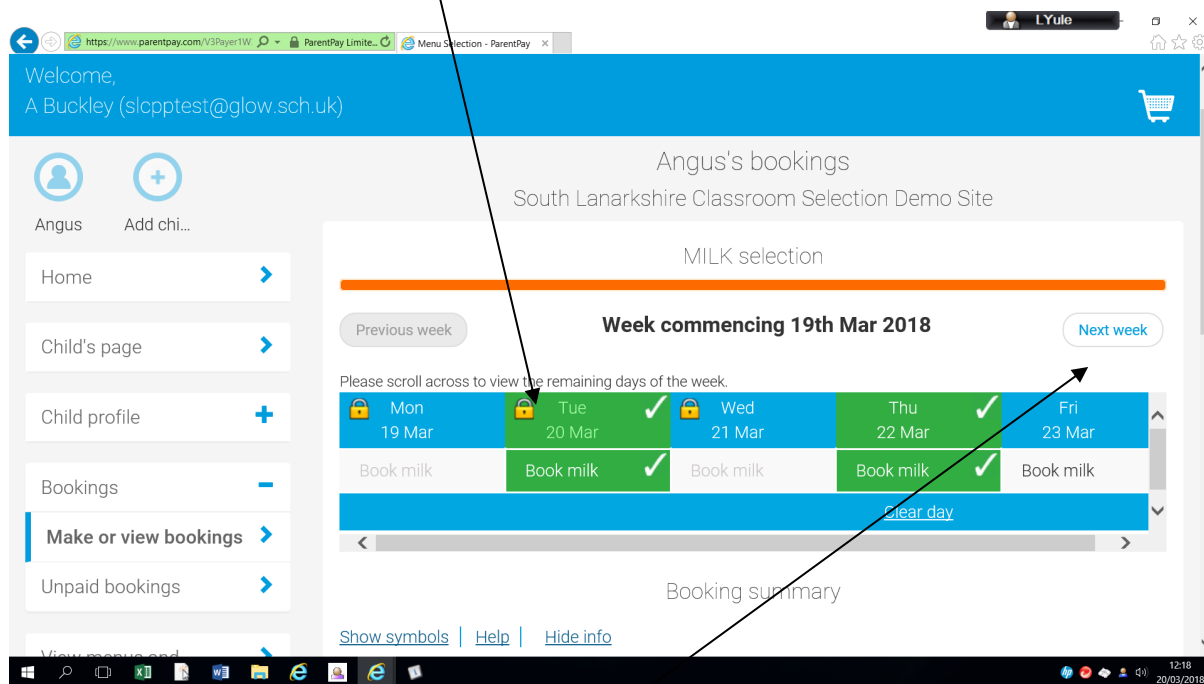 LYule
https://www.parentpay.com/V3Payer1W
ParentPay Limite...
Menu Selection - ParentPay
Welcome,
A Buckley (slcpptest@glow.sch.uk)
Angus
Add chi...
Angus's bookings
South Lanarkshire Classroom Selection Demo Site
Home
Child's page
Child profile
Bookings
Make or view bookings
Unpaid bookings
View menus and
MILK selection
Previous week
Week commencing 19th Mar 2018
Next week
Please scroll across to view the remaining days of the week.
Mon Tue Wed Thu Fri
19 Mar 20 Mar 21 Mar 22 Mar 23 Mar
Book milk Book milk Book milk Book milk Book milk
Clear day
Booking summary
Show symbols | Help | Hide info
12:18
20/03/2018